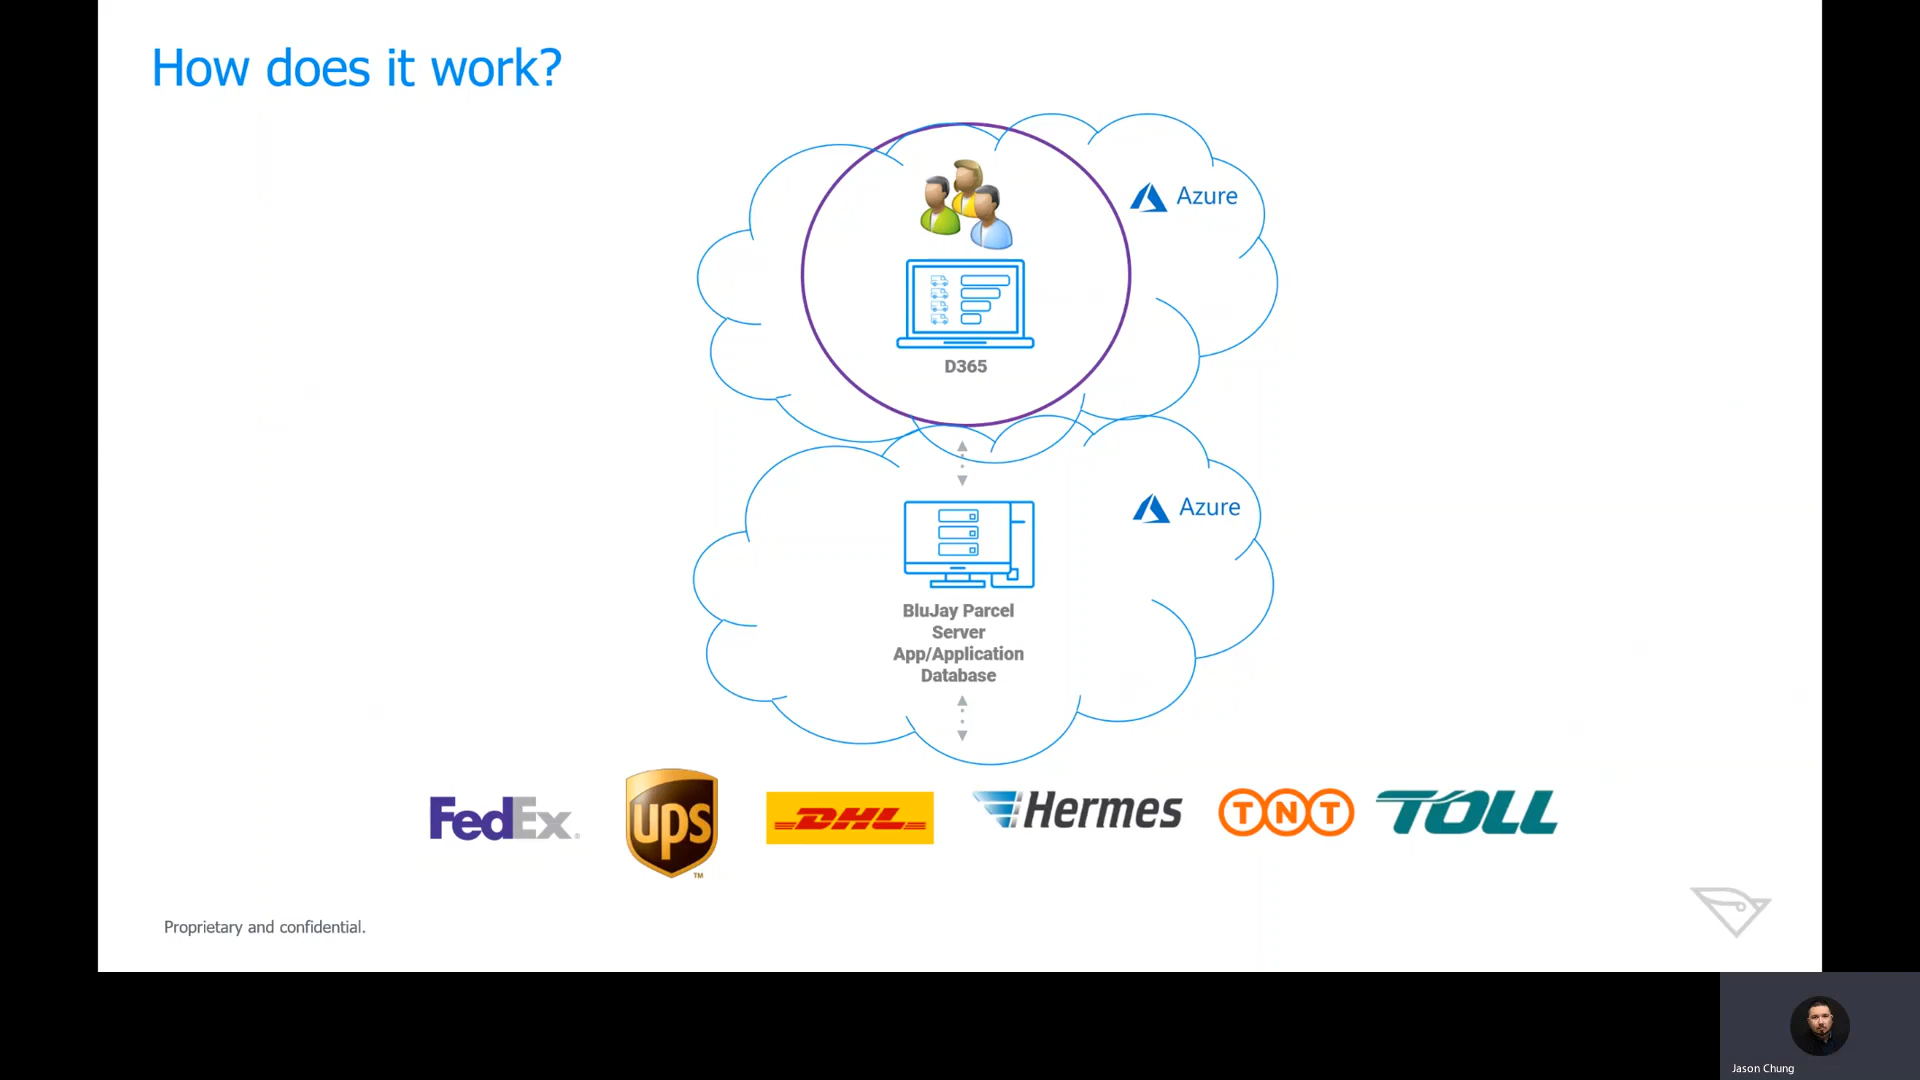 How does it work?
Azure
D365
Azure
BluJay Parcel
Server
App/Application
Database
FedEx®
ups
TM
DHL
Hermes
TNT
TOLL
Proprietary and confidential.
Jason Chung